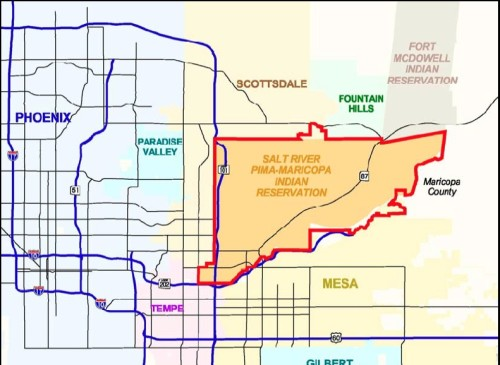 FORT
MCDOWELL
INDIAN
RESERVATION
SCOTTSDALE
FOUNTAIN
HILLS
PHOENIX
PARADISE
VALLEY
SALT RIVER
PIMA-MARICOPA
INDIAN
RESERVATION
101
87
Maricopa
County
51
10
202
MESA
TEMPE
17
10
60
GILBERT